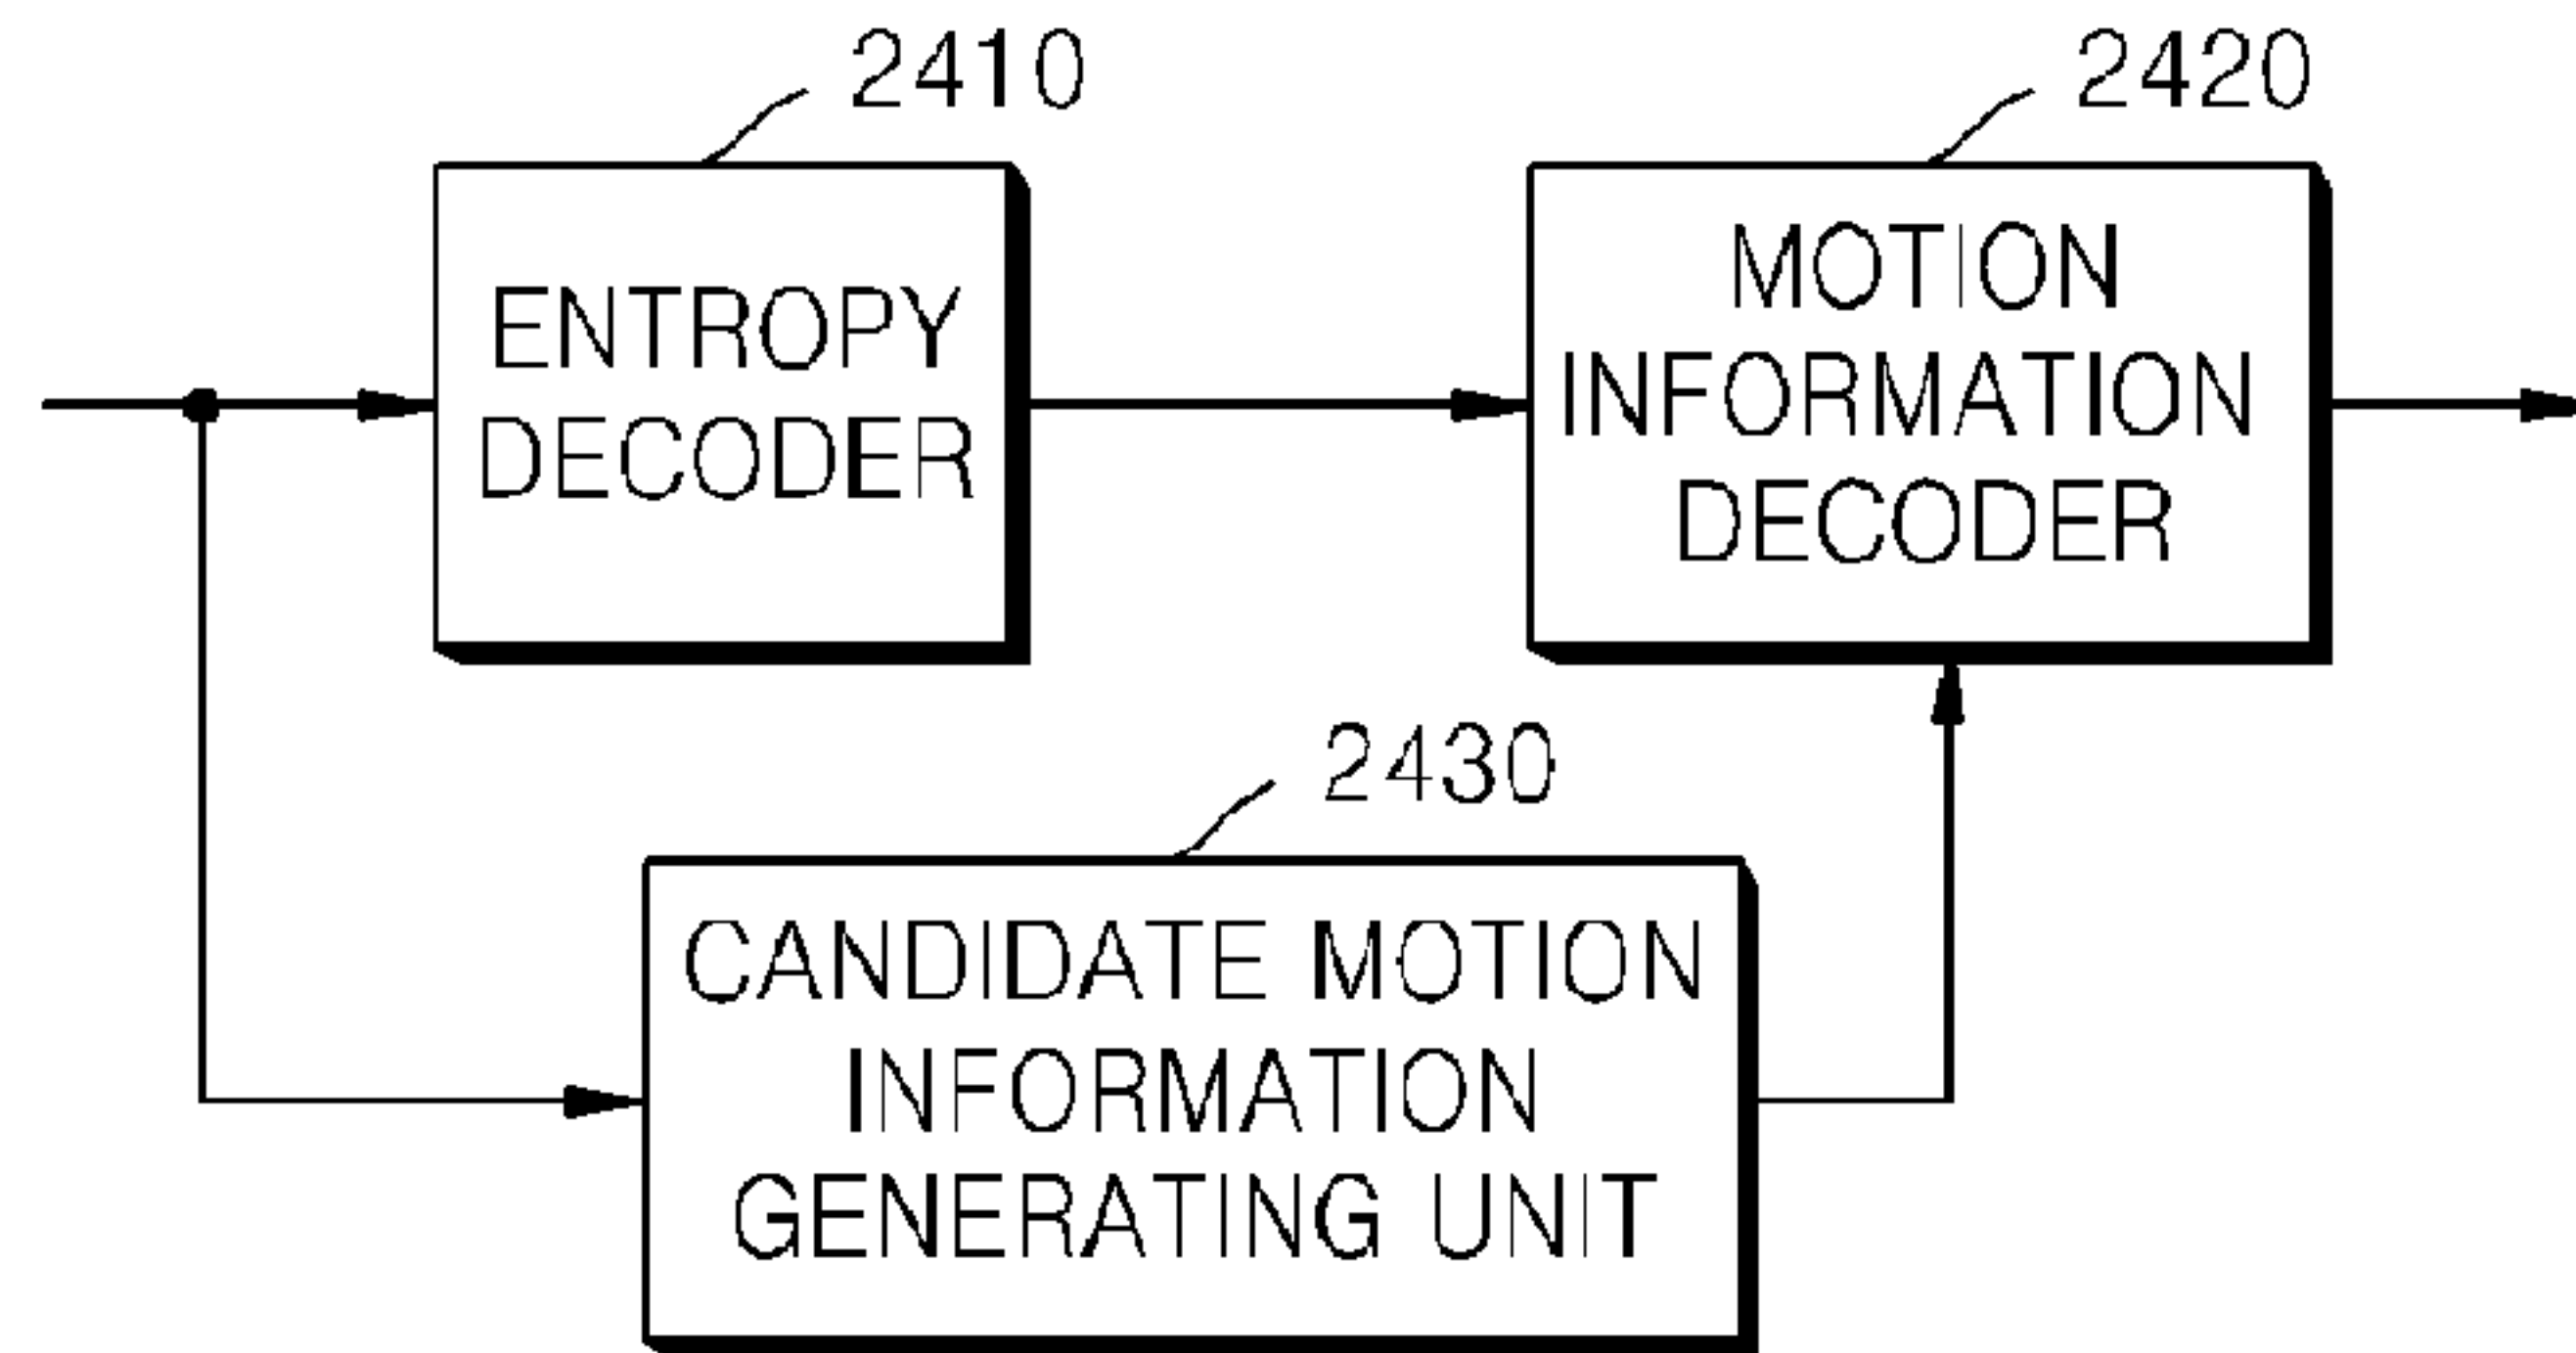 2410
2420
ENTROPY
DECODER
MOTION
INFORMATION
DECODER
2430
CANDIDATE MOTION
INFORMATION
GENERATING UNIT